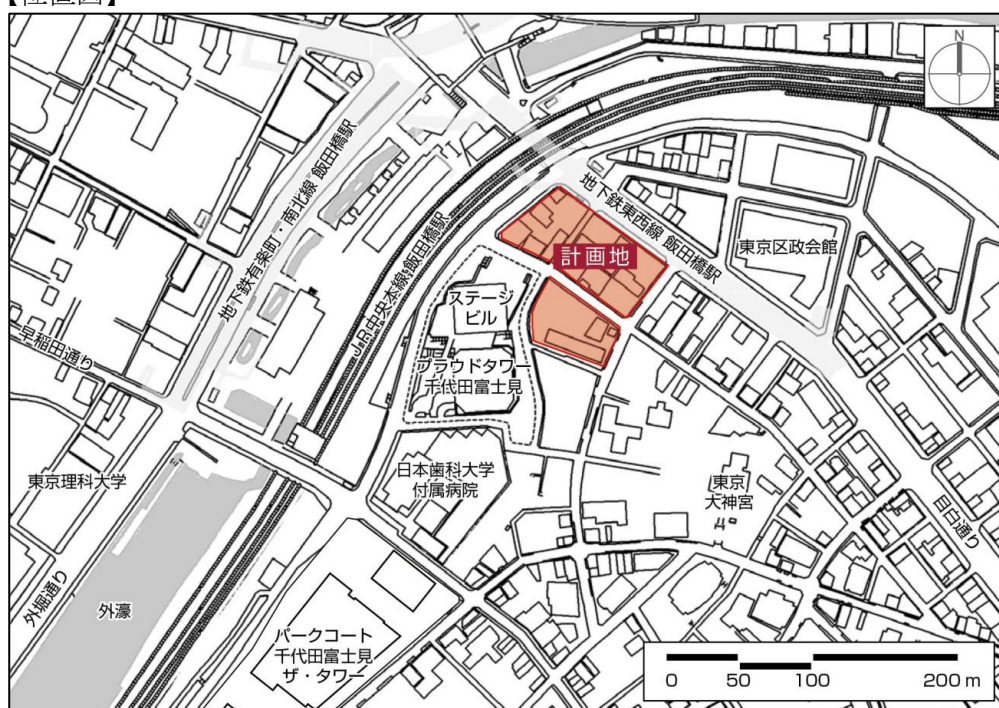 【位置図】
N
地下鉄有楽町・南北線 飯田橋駅
JR中央本線 飯田橋駅
地下鉄東西線 飯田橋駅
東京区政会館
計画地
ステージ
ビル
プラウドタワー
千代田富士見
早稲田通り
東京理科大学
日本歯科大学
付属病院
東京
大神宮
目白通り
外堀通り
外濠
パークコート
千代田富士見
ザ・タワー
0 50 100 200 m